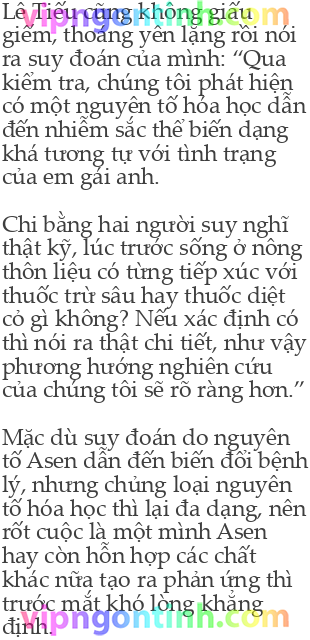 Lê Tiếu cũng không giấu
giếm, thoáng yên lặng rồi nói
ra suy đoán của mình: “Qua
kiểm tra, chúng tôi phát hiện
có một nguyên tố hóa học dẫn
đến nhiễm sắc thể biến dạng
khá tương tự với tình trạng
của em gái anh.
Chi bằng hai người suy nghĩ
thật kỹ, lúc trước sống ở nông
thôn liệu có từng tiếp xúc với
thuốc trừ sâu hay thuốc diệt
cỏ gì không? Nếu xác định có
thì nói ra thật chi tiết, như vậy
phương hướng nghiên cứu
của chúng tôi sẽ rõ ràng hơn.”
Mặc dù suy đoán do nguyên
tố Asen dẫn đến biến đổi bệnh
lý, nhưng chủng loại nguyên
tố hóa học thì lại đa dạng, nên
rốt cuộc là một mình Asen
hay còn hỗn hợp các chất
khác nữa tạo ra phản ứng thì
trước mắt khó lòng khẳng
định.
vipngontinh.com
vipngontinh.com